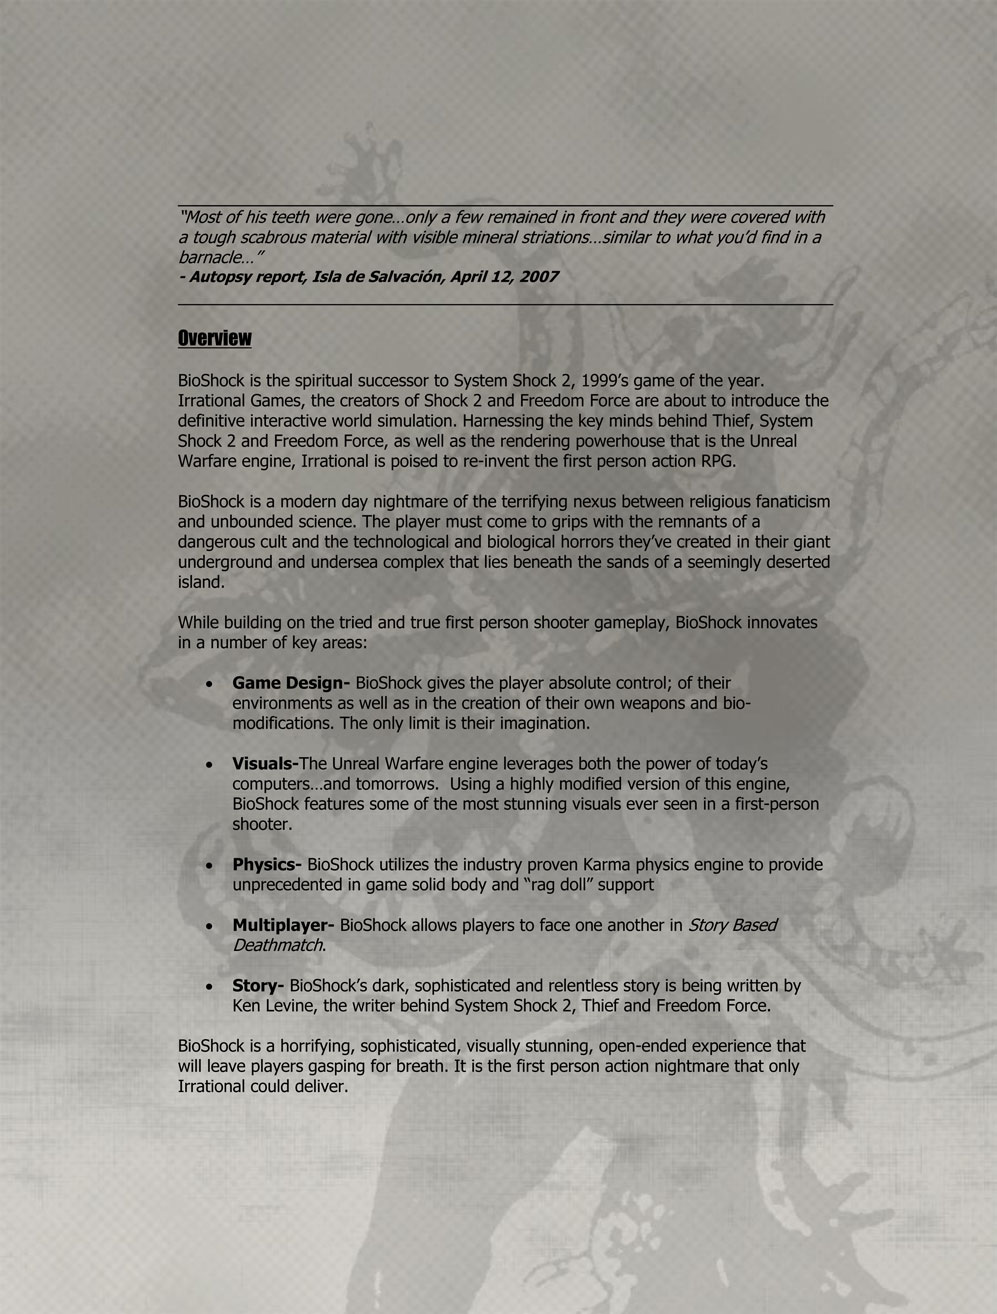 “Most of his teeth were gone…only a few remained in front and they were covered with
a tough scabrous material with visible mineral striations…similar to what you’d find in a
barnacle…”
- Autopsy report, Isla de Salvación, April 12, 2007
Overview
BioShock is the spiritual successor to System Shock 2, 1999’s game of the year.
Irrational Games, the creators of Shock 2 and Freedom Force are about to introduce the
definitive interactive world simulation. Harnessing the key minds behind Thief, System
Shock 2 and Freedom Force, as well as the rendering powerhouse that is the Unreal
Warfare engine, Irrational is poised to re-invent the first person action RPG.
BioShock is a modern day nightmare of the terrifying nexus between religious fanaticism
and unbounded science. The player must come to grips with the remnants of a
dangerous cult and the technological and biological horrors they’ve created in their giant
underground and undersea complex that lies beneath the sands of a seemingly deserted
island.
While building on the tried and true first person shooter gameplay, BioShock innovates
in a number of key areas:
• Game Design- BioShock gives the player absolute control; of their
environments as well as in the creation of their own weapons and bio-
modifications. The only limit is their imagination.
• Visuals-The Unreal Warfare engine leverages both the power of today’s
computers…and tomorrows.  Using a highly modified version of this engine,
BioShock features some of the most stunning visuals ever seen in a first-person
shooter.
• Physics- BioShock utilizes the industry proven Karma physics engine to provide
unprecedented in game solid body and “rag doll” support
• Multiplayer- BioShock allows players to face one another in Story Based
Deathmatch.
• Story- BioShock’s dark, sophisticated and relentless story is being written by
Ken Levine, the writer behind System Shock 2, Thief and Freedom Force.
BioShock is a horrifying, sophisticated, visually stunning, open-ended experience that
will leave players gasping for breath. It is the first person action nightmare that only
Irrational could deliver.